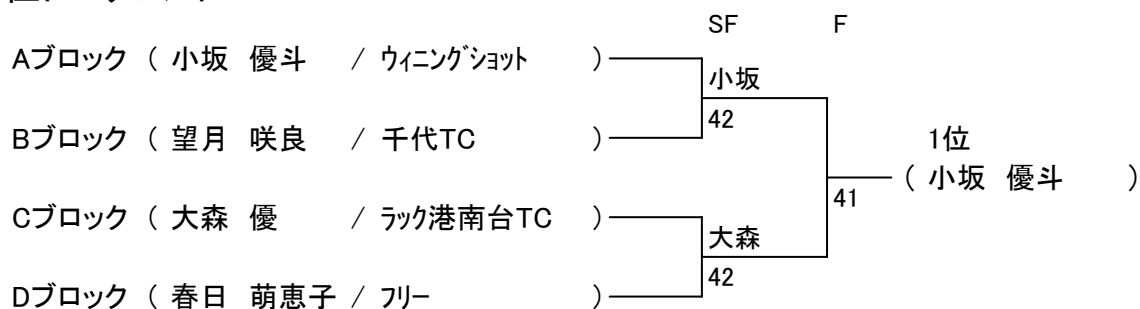 SF F
Aブロック ( 小坂 優斗 / ウィニングショット )
小坂
42
Bブロック ( 望月 咲良 / 千代TC )
1位
( 小坂 優斗 )
41
Cブロック ( 大森 優 / ラック港南台TC )
大森
42
Dブロック ( 春日 萌恵子 / フリー )